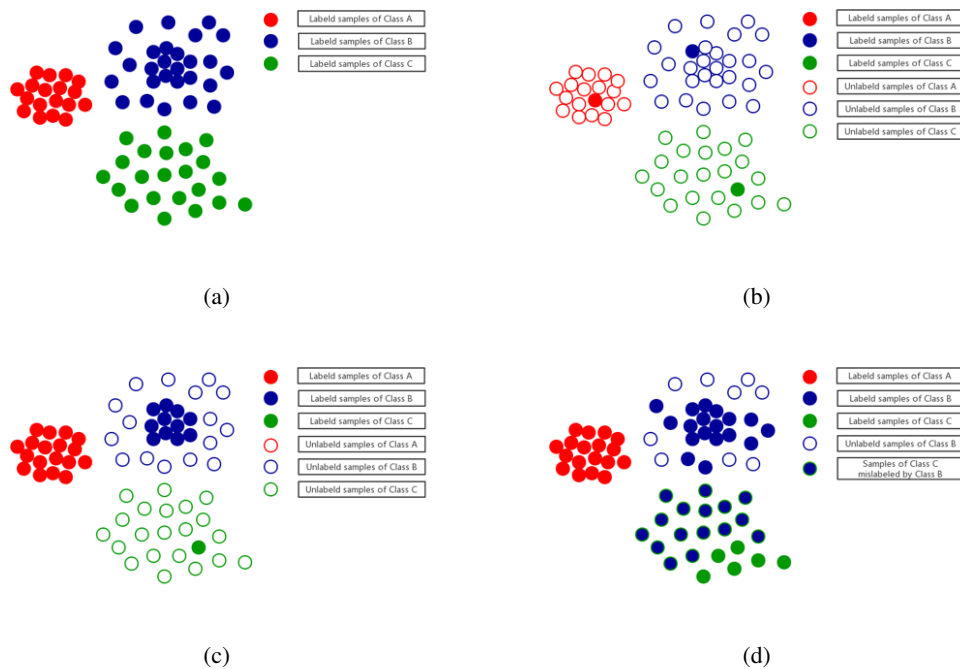 Labeld samples of Class A
Labeld samples of Class B
Labeld samples of Class C
(a)
Labeld samples of Class A
Labeld samples of Class B
Labeld samples of Class C
Unlabeld samples of Class A
Unlabeld samples of Class B
Unlabeld samples of Class C
(b)
Labeld samples of Class A
Labeld samples of Class B
Labeld samples of Class C
Unlabeld samples of Class A
Unlabeld samples of Class B
Unlabeld samples of Class C
(c)
Labeld samples of Class A
Labeld samples of Class B
Labeld samples of Class C
Unlabeld samples of Class B
Samples of Class C
mislabeled by Class B
(d)